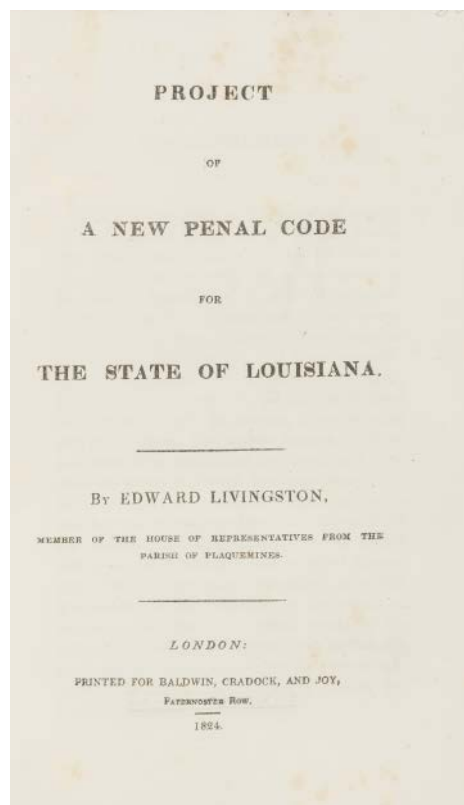 PROJECT
OF
A NEW PENAL CODE
FOR
THE STATE OF LOUISIANA.
By EDWARD LIVINGSTON,
MEMBER OF THE HOUSE OF REPRESENTATIVES FROM THE
PARISH OF PLAQUEMINES.
LONDON:
PRINTED FOR BALDWIN, CRADOCK, AND JOY,
PATERNOSTER ROW.
1824.